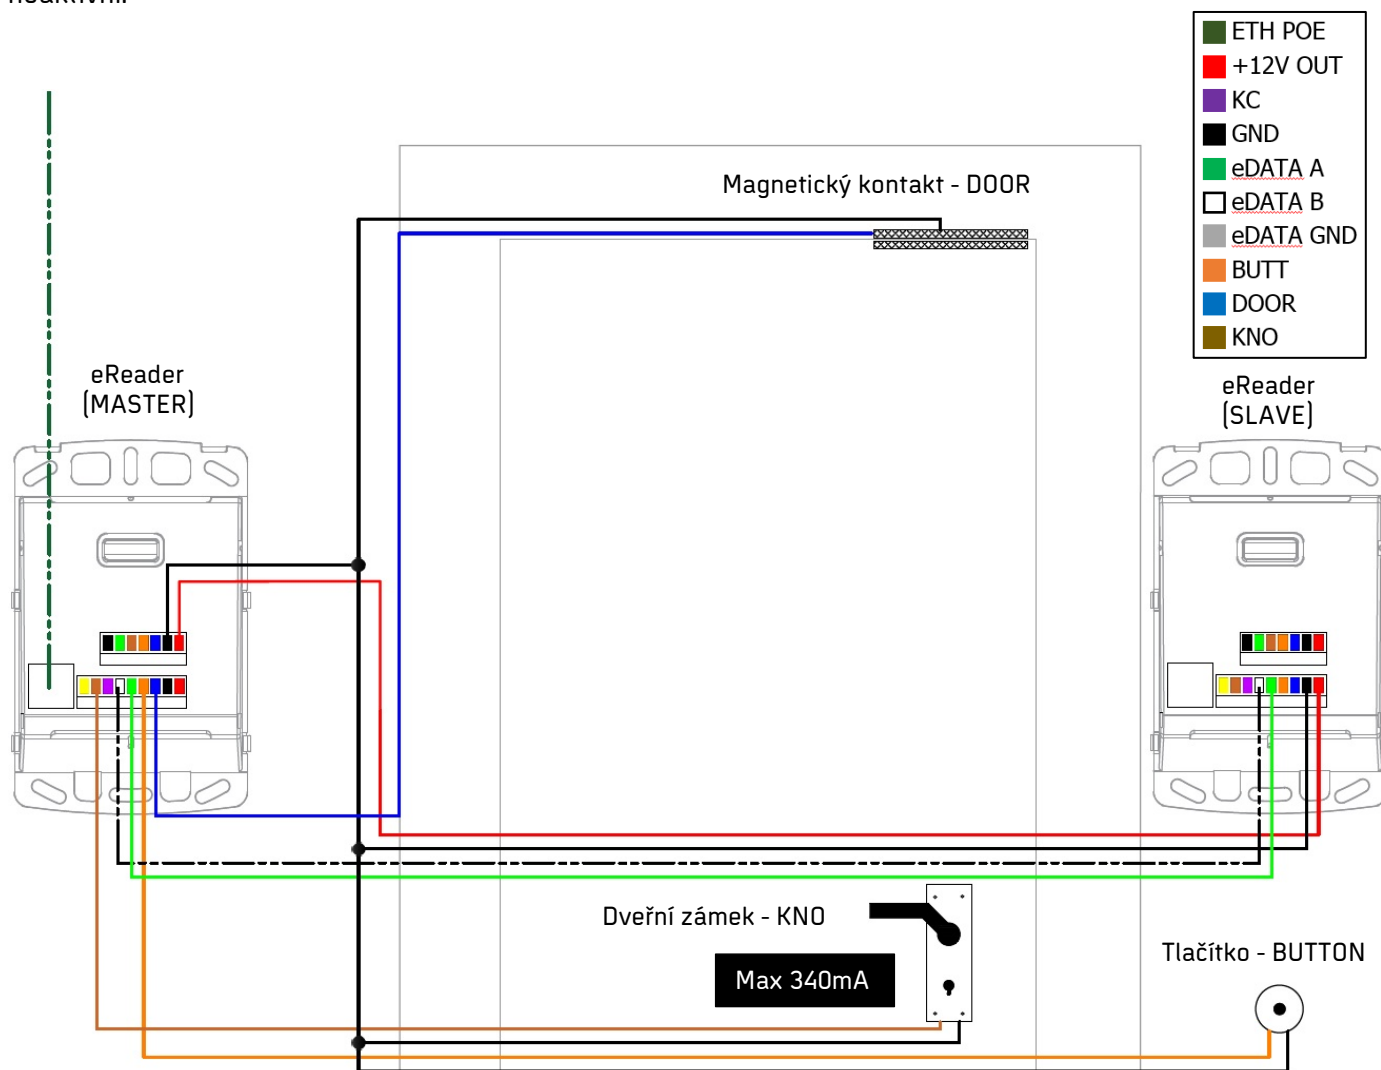 neaktivní.
ETH POE
+12V OUT
KC
GND
eDATA A
eDATA B
eDATA GND
BUTT
DOOR
KNO
Magnetický kontakt - DOOR
eReader
(MASTER)
eReader
(SLAVE)
Dveřní zámek - KNO
Max 340mA
Tlačítko - BUTTON